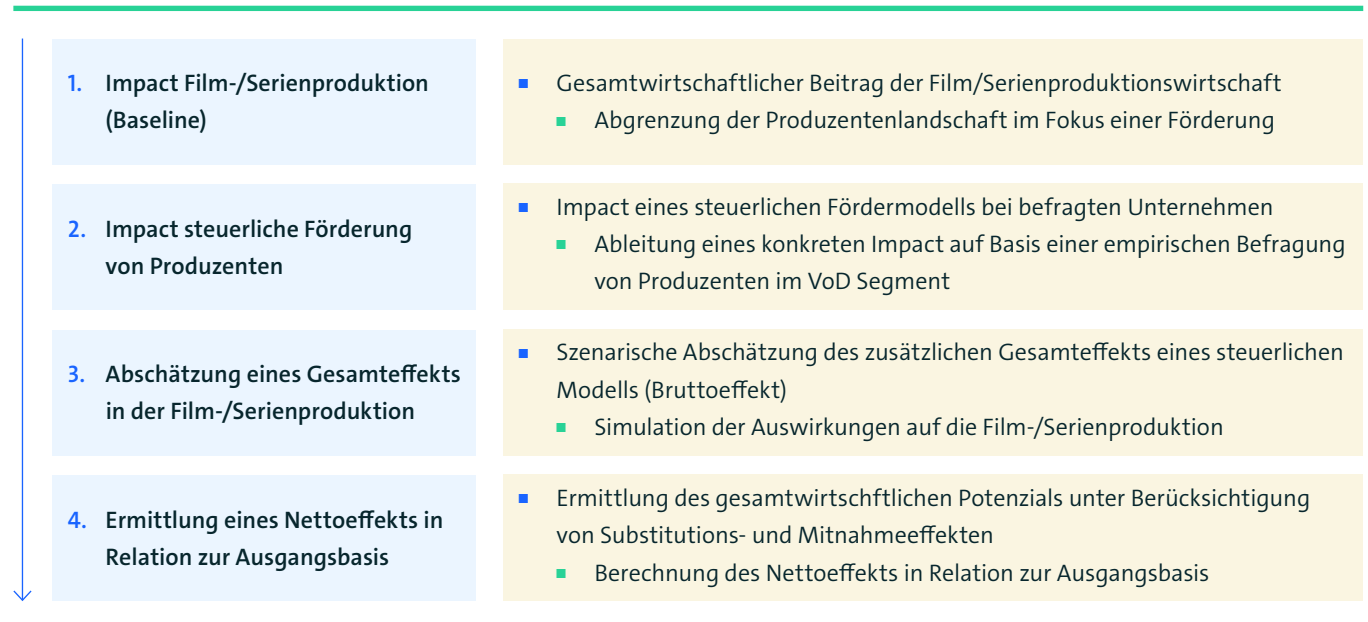 1. Impact Film-/Serienproduktion
(Baseline)
Gesamtwirtschaftlicher Beitrag der Film/Serienproduktionswirtschaft
Abgrenzung der Produzentenlandschaft im Fokus einer Förderung
2. Impact steuerliche Förderung
von Produzenten
Impact eines steuerlichen Fördermodells bei befragten Unternehmen
Ableitung eines konkreten Impact auf Basis einer empirischen Befragung
von Produzenten im VoD Segment
3. Abschätzung eines Gesamteffekts
in der Film-/Serienproduktion
Szenarische Abschätzung des zusätzlichen Gesamteffekts eines steuerlichen
Modells (Bruttoeffekt)
Simulation der Auswirkungen auf die Film-/Serienproduktion
4. Ermittlung eines Nettoeffekts in
Relation zur Ausgangsbasis
Ermittlung des gesamtwirtschftlichen Potenzials unter Berücksichtigung
von Substitutions- und Mitnahmeeffekten
Berechnung des Nettoeffekts in Relation zur Ausgangsbasis